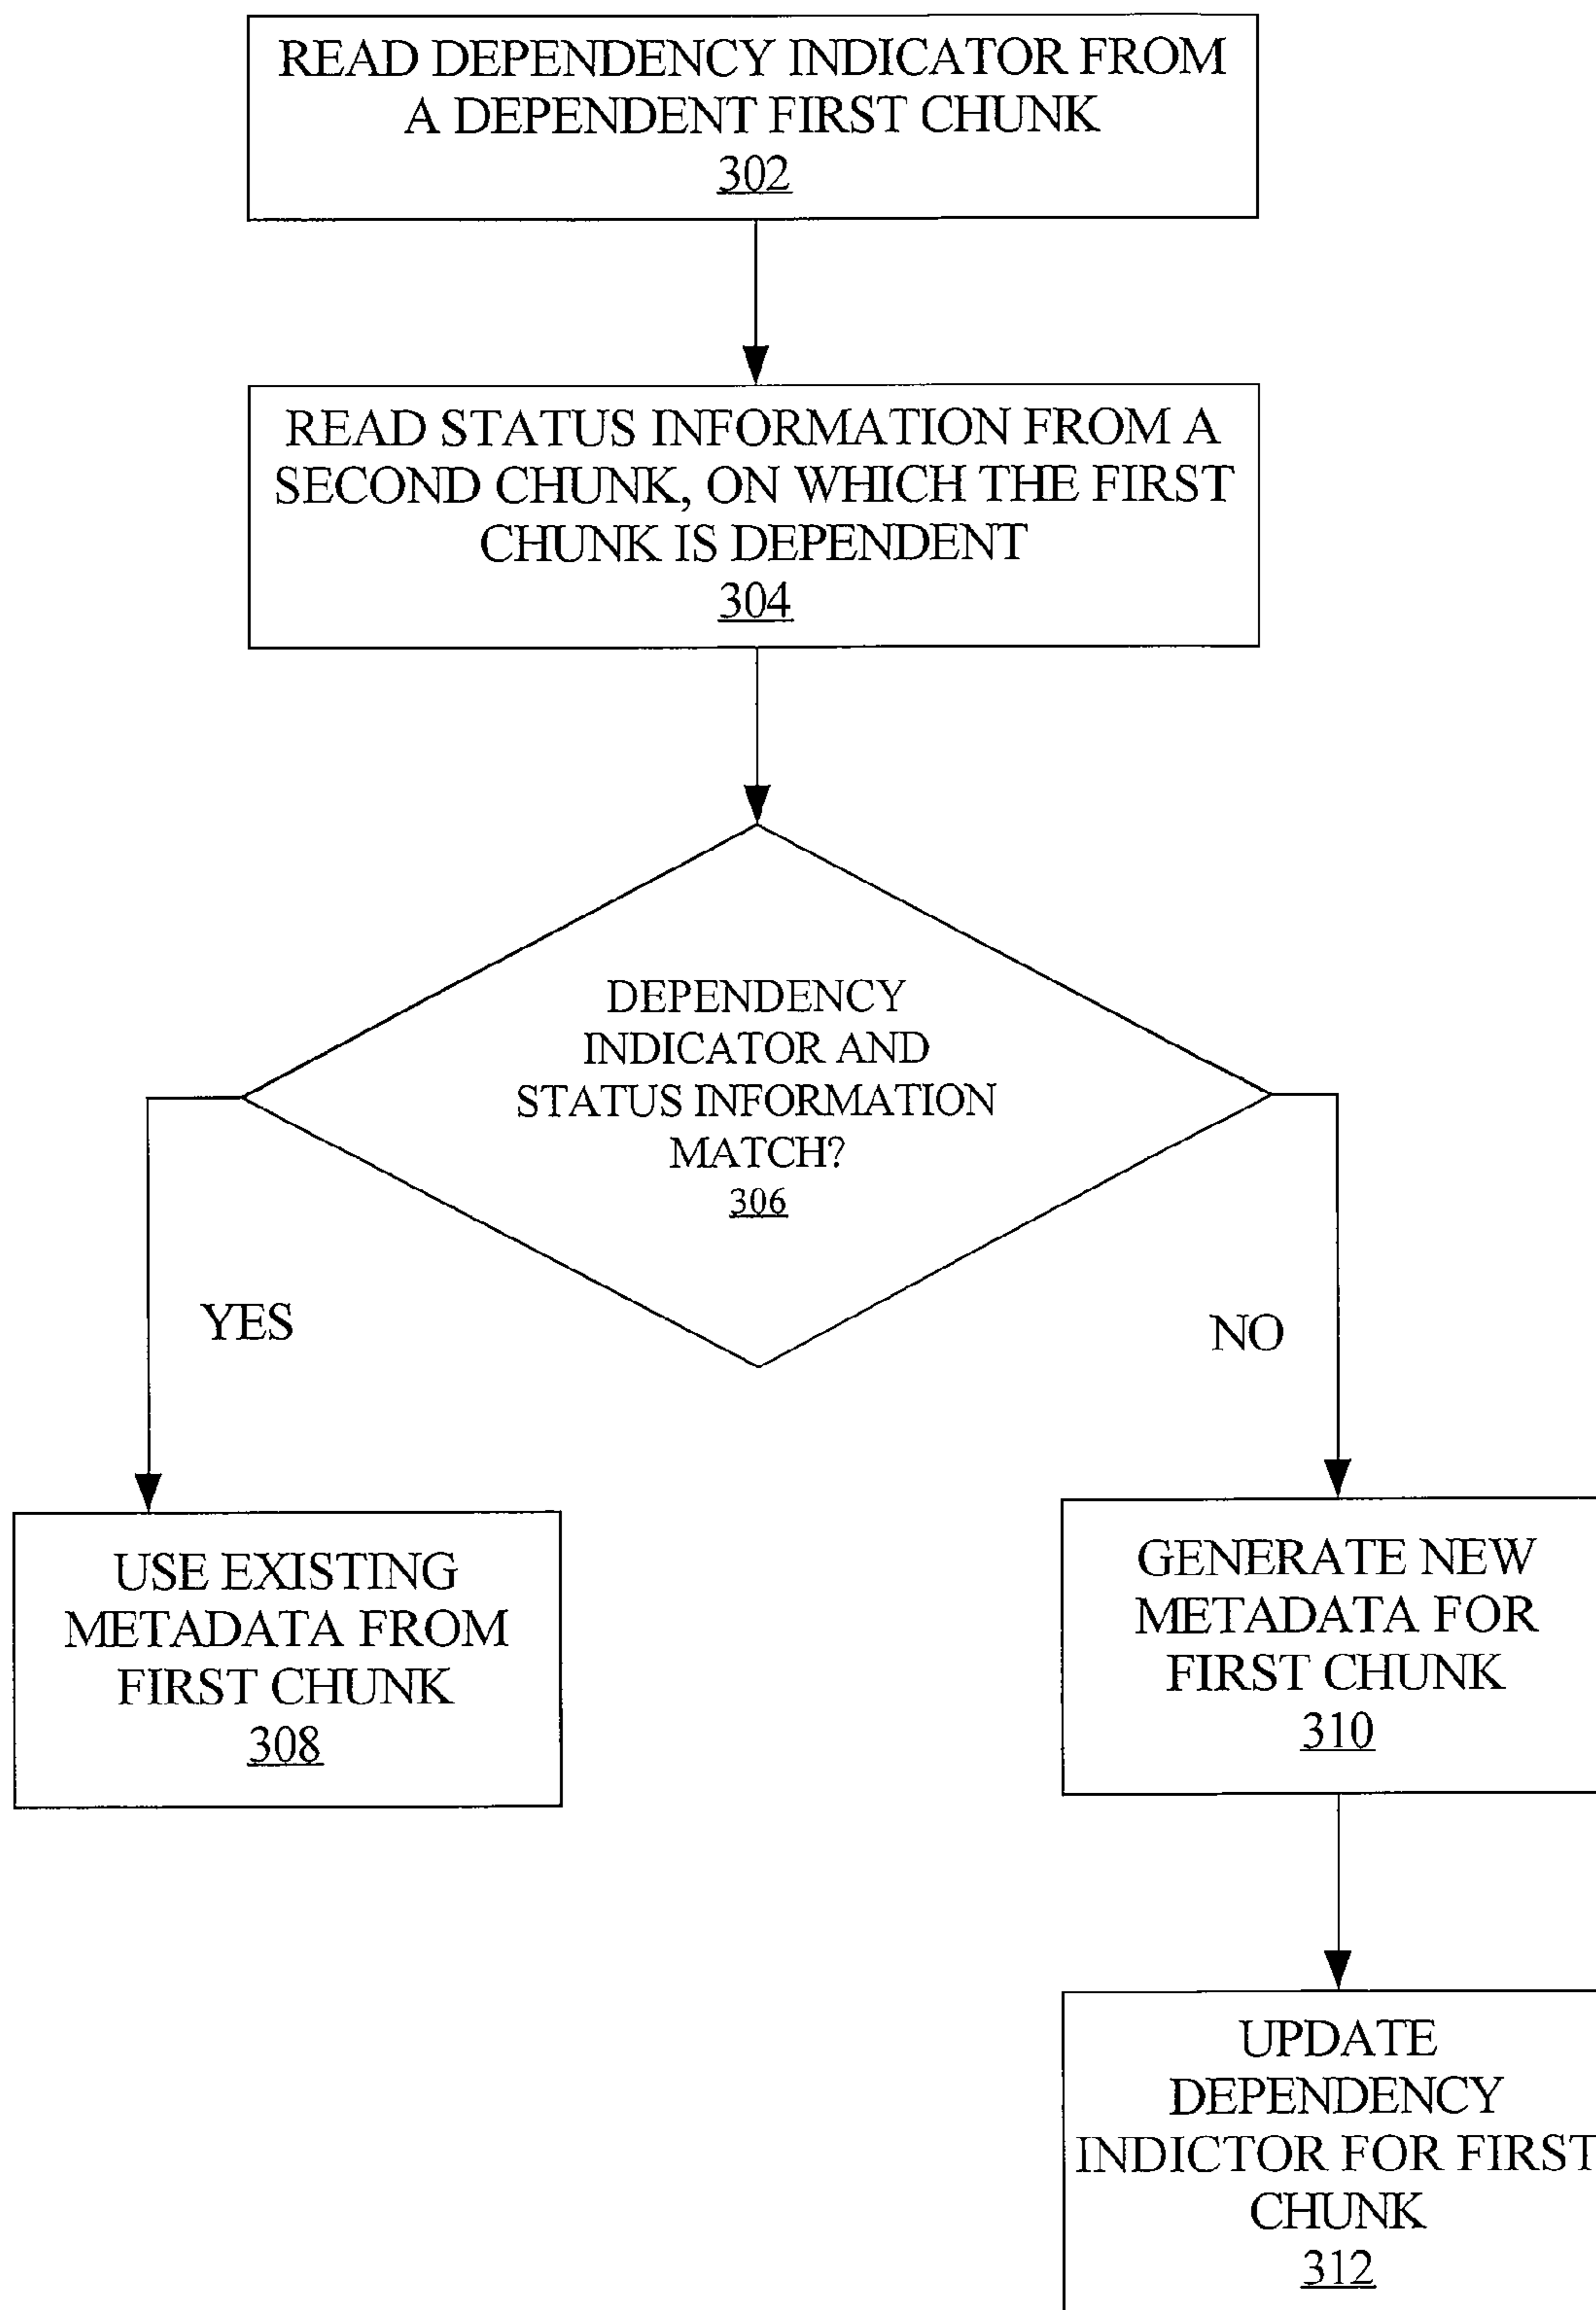 READ DEPENDENCY INDICATOR FROM
A DEPENDENT FIRST CHUNK
302
READ STATUS INFORMATION FROM A
SECOND CHUNK, ON WHICH THE FIRST
CHUNK IS DEPENDENT
304
DEPENDENCY
INDICATOR AND
STATUS INFORMATION
MATCH?
306
YES
NO
USE EXISTING
METADATA FROM
FIRST CHUNK
308
GENERATE NEW
METADATA FOR
FIRST CHUNK
310
UPDATE
DEPENDENCY
INDICTOR FOR FIRST
CHUNK
312